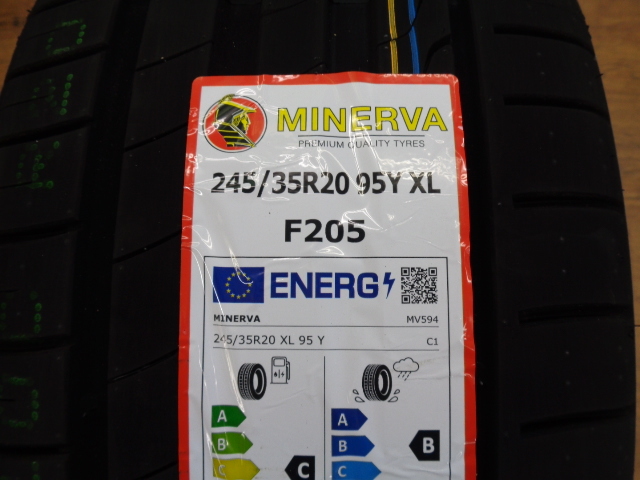 MINERVA
PREMIUM QUALITY TYRES
245/35R20 95Y XL
F205
ENERG
MINERVA MV594
245/35R20 XL 95 Y C1
A A
B B B
C C C